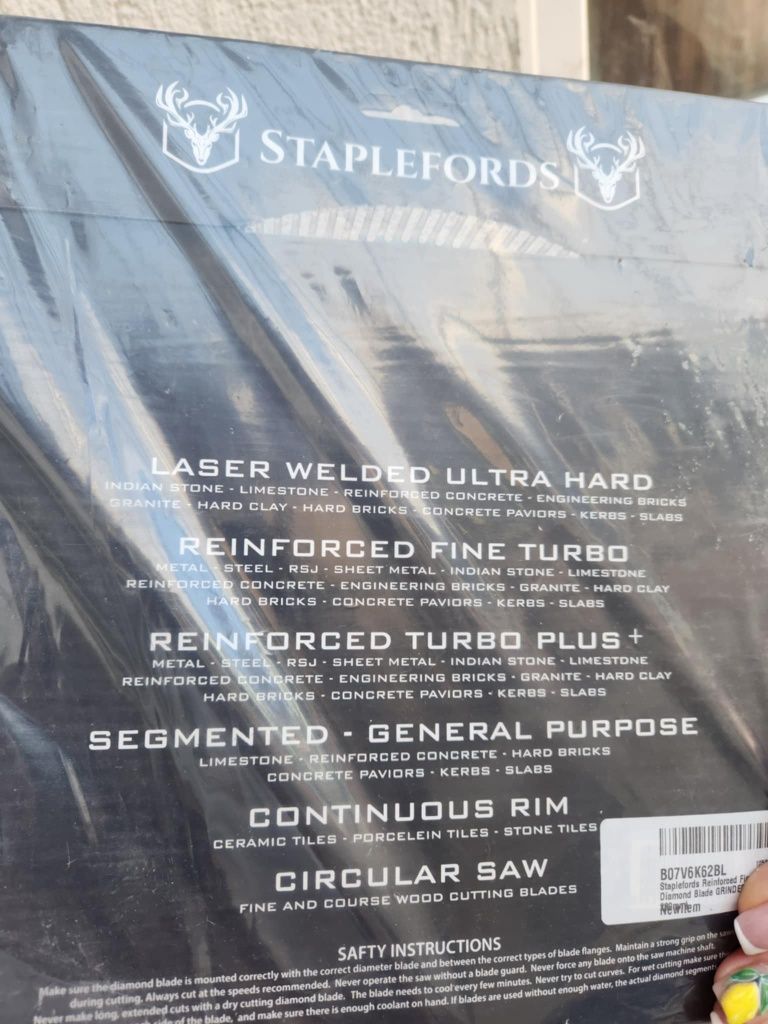 STAPLEFORDS
LASER WELDED ULTRA HARD
INDIAN STONE - LIMESTONE - REINFORCED CONCRETE - ENGINEERING BRICKS
GRANITE - HARD CLAY - HARD BRICKS - CONCRETE PAVIORS - KERBS - SLABS
REINFORCED FINE TURBO
METAL - STEEL - RSJ - SHEET METAL - INDIAN STONE - LIMESTONE
REINFORCED CONCRETE - ENGINEERING BRICKS - GRANITE - HARD CLAY
HARD BRICKS - CONCRETE PAVIORS - KERBS - SLABS
REINFORCED TURBO PLUS+
METAL - STEEL - RSJ - SHEET METAL - INDIAN STONE - LIMESTONE
REINFORCED CONCRETE - ENGINEERING BRICKS - GRANITE - HARD CLAY
HARD BRICKS - CONCRETE PAVIORS - KERBS - SLABS
SEGMENTED - GENERAL PURPOSE
LIMESTONE - REINFORCED CONCRETE - HARD BRICKS
CONCRETE PAVIORS - KERBS - SLABS
CONTINUOUS RIM
CERAMIC TILES - PORCELEIN TILES - STONE TILES
CIRCULAR SAW
FINE AND COURSE WOOD CUTTING BLADES
B07V6K62BL
Staplefords Reinforced
Diamond Blade GRINDE
NewItem
SAFTY INSTRUCTIONS
Make sure the diamond blade is mounted correctly with the correct diameter blade and between the correct types of blade flanges. Maintain a strong grip on the saw
during cutting. Always cut at the speeds recommended. Never operate the saw without a blade guard. Never force any blade onto the saw machine shaft.
Never make long, extended cuts with a dry cutting diamond blade. The blade needs to cool every few minutes. Never try to cut curves. For wet cutting make sure
side of the blade, and make sure there is enough coolant on hand. If blades are used without enough water, the actual diamond segment